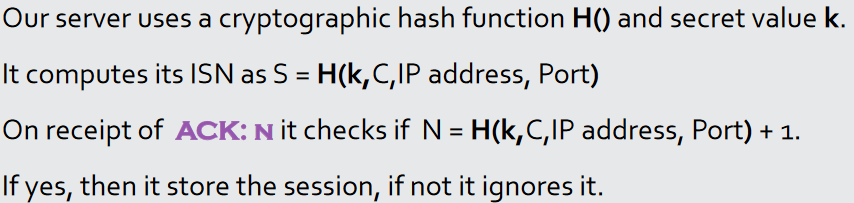 Our server uses a cryptographic hash function H() and secret value k.
It computes its ISN as S = H(k,C,IP address, Port)
On receipt of ACK: N it checks if N = H(k,C,IP address, Port) + 1.
If yes, then it store the session, if not it ignores it.